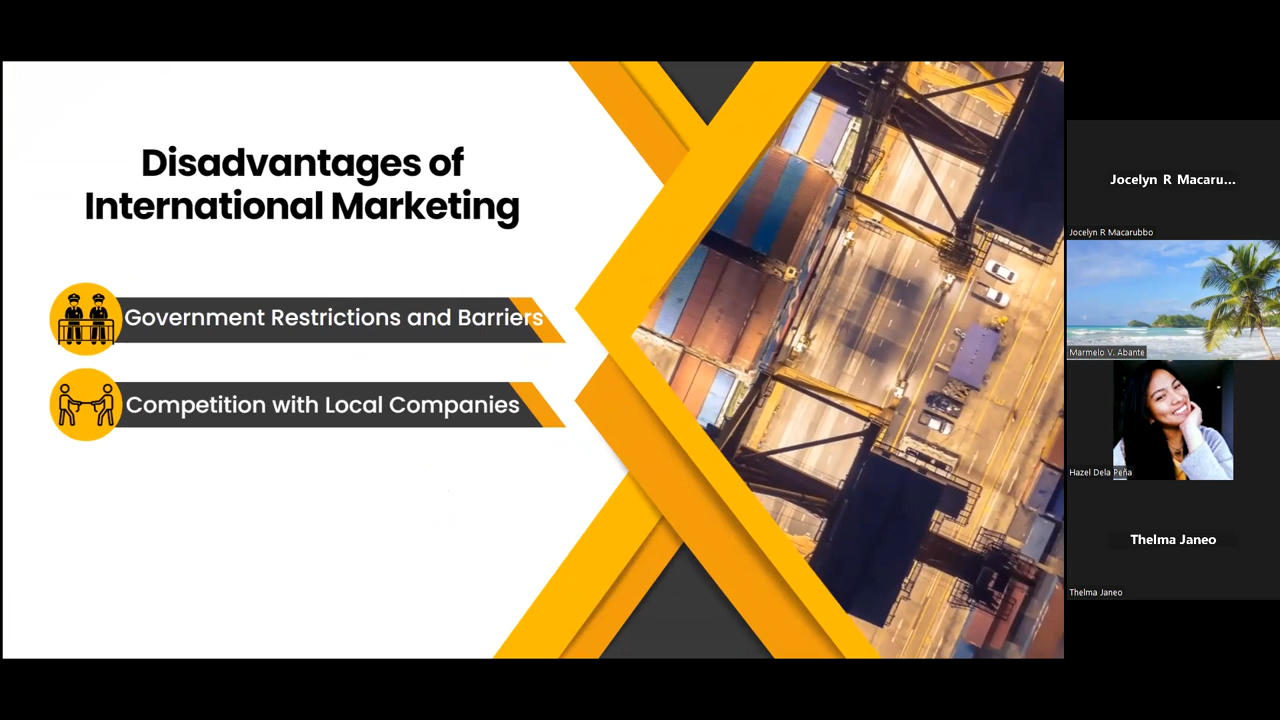 Disadvantages of
International Marketing
Government Restrictions and Barriers
Competition with Local Companies
Jocelyn R Macaru...
Jocelyn R Macarubbo
Marmelo V. Abante
Hazel Dela Peña
Thelma Janeo
Thelma Janeo